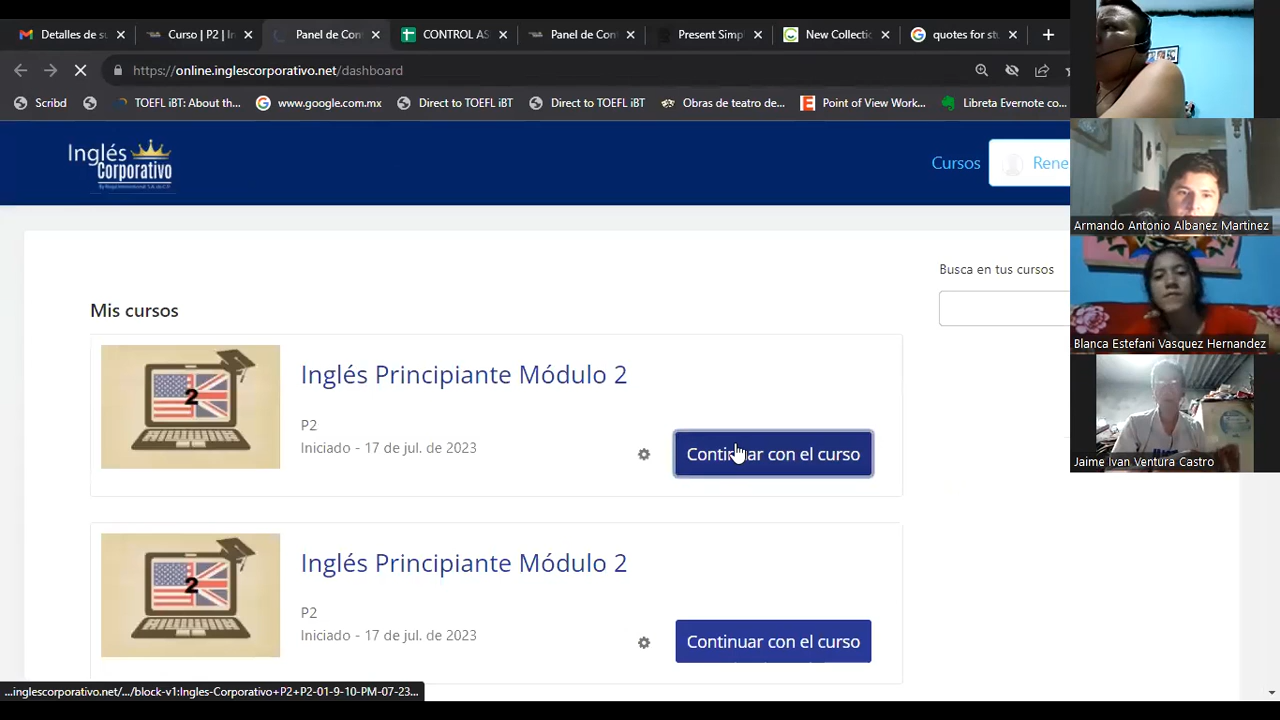 Detalles de su
Curso | P2 | In
Panel de Con
CONTROL AS
Panel de Con
Present Simpl
New Collectio
quotes for stu
https://online.inglescorporativo.net/dashboard
Scribd
TOEFL iBT: About th...
www.google.com.mx
Direct to TOEFL iBT
Direct to TOEFL iBT
Obras de teatro de...
Point of View Work...
Libreta Evernote co...
Inglés
Corporativo
Cursos
Rene
Armando Antonio Albanez Martinez
Busca en tus cursos
Mis cursos
Blanca Estefani Vasquez Hernandez
2
Inglés Principiante Módulo 2
P2
Iniciado - 17 de jul. de 2023
Continuar con el curso
Jaime Ivan Ventura Castro
2
Inglés Principiante Módulo 2
P2
Iniciado - 17 de jul. de 2023
Continuar con el curso
...inglescorporativo.net/.../block-v1:Ingles-Corporativo+P2+P2-01-9-10-PM-07-23...